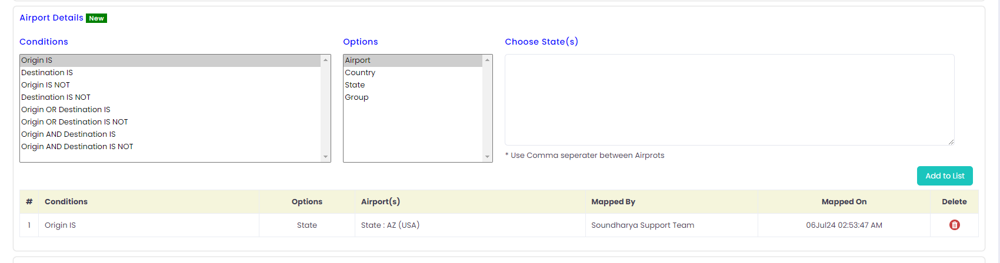 Airport Details New
Conditions Options Choose State(s)
Origin IS
Destination IS
Origin IS NOT
Destination IS NOT
Origin OR Destination IS
Origin OR Destination IS NOT
Origin AND Destination IS
Origin AND Destination IS NOT
Airport
Country
State
Group
* Use Comma seperater between Airprots
Add to List
# Conditions Options Airport(s) Mapped By Mapped On Delete
1 Origin IS State State : AZ (USA) Soundharya Support Team 06Jul24 02:53:47 AM